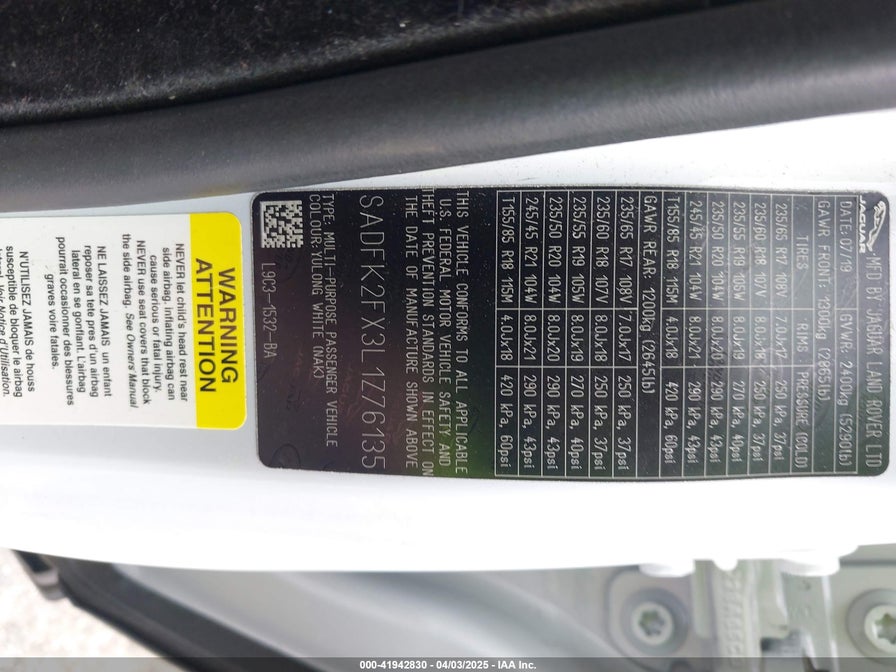 JAGUAR
MFD BY JAGUAR LAND ROVER LTD
DATE: 07/19 GVWR: 2400kg (5290lb)
GAWR FRONT: 1300kg (2865lb)
TIRES RIMS PRESSURE (COLD)
235/65 R17 108V 7.0Jx17 250 kPa, 37psi
235/60 R18 107V 8.0Jx18 250 kPa, 37psi
235/55 R19 105W 8.0Jx19 270 kPa, 40psi
235/50 R20 104W 8.0Jx20 290 kPa, 43psi
245/45 R21 104W 8.0Jx21 290 kPa, 43psi
T155/85 R18 115M 4.0Jx18 420 kPa, 60psi
GAWR REAR: 1200kg (2645lb)
235/65 R17 108V 7.0Jx17 250 kPa, 37psi
235/60 R18 107V 8.0Jx18 250 kPa, 37psi
235/55 R19 105W 8.0Jx19 270 kPa, 40psi
235/50 R20 104W 8.0Jx20 290 kPa, 43psi
245/45 R21 104W 8.0Jx21 290 kPa, 43psi
T155/85 R18 115M 4.0Jx18 420 kPa, 60psi
THIS VEHICLE CONFORMS TO ALL APPLICABLE
U.S. FEDERAL MOTOR VEHICLE SAFETY AND
THEFT PREVENTION STANDARDS IN EFFECT ON
THE DATE OF MANUFACTURE SHOWN ABOVE
SADFK2FX3L1Z76135
TYPE: MULTI-PURPOSE PASSENGER VEHICLE
COLOUR: YULONG WHITE (NAK)
L9C3-1532-BA
WARNING
ATTENTION
NEVER let child's head rest near
side airbag. Inflating airbag can
cause serious or fatal injury.
NEVER use seat covers that block
the side airbag. See Owners Manual
NE LAISSEZ JAMAIS un enfant
reposer sa tete pres d'un airbag
lateral en se gonflant. L'airbag
pourrait occasionner des blessures
graves voire fatales.
N'UTILISEZ JAMAIS de houss
susceptible de bloquer le airbag
lateral. Voir Notice d'Utilisation.
000-41942830 - 04/03/2025 - IAA Inc.